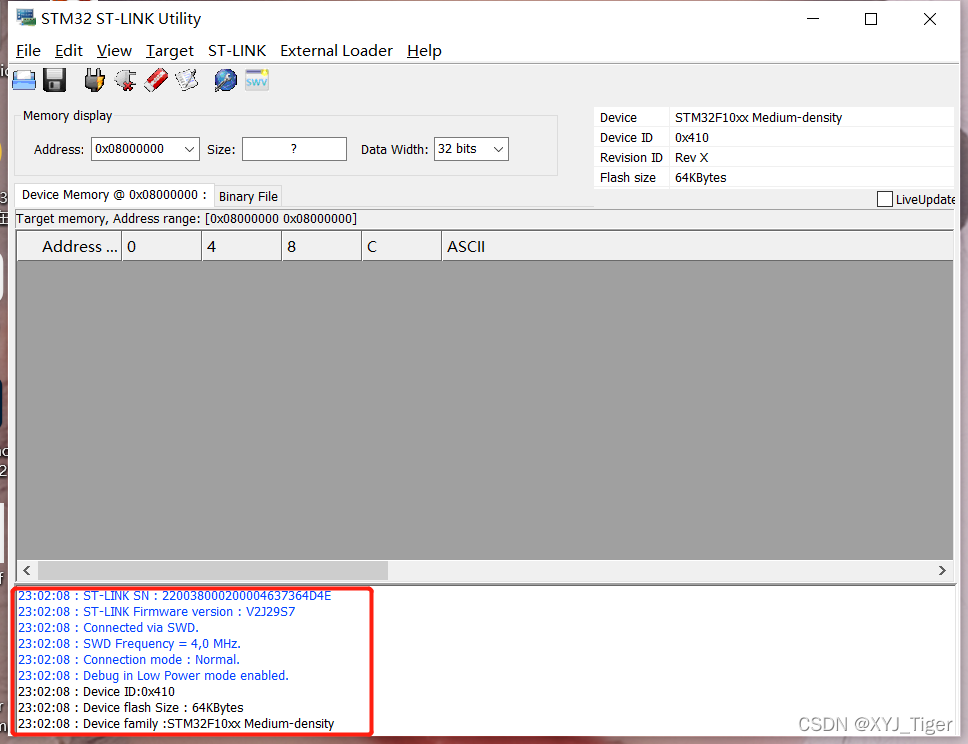 STM32 ST-LINK Utility
File Edit View Target ST-LINK External Loader Help
SWV
Memory display
Address: 0x08000000 Size: ? Data Width: 32 bits
Device STM32F10xx Medium-density
Device ID 0x410
Revision ID Rev X
Flash size 64KBytes
LiveUpdate
Device Memory @ 0x08000000 : Binary File
Target memory, Address range: [0x08000000 0x08000000]
Address ... 0 4 8 C ASCII
23:02:08 : ST-LINK SN : 220038000200004637364D4E
23:02:08 : ST-LINK Firmware version : V2J29S7
23:02:08 : Connected via SWD.
23:02:08 : SWD Frequency = 4,0 MHz.
23:02:08 : Connection mode : Normal.
23:02:08 : Debug in Low Power mode enabled.
23:02:08 : Device ID:0x410
23:02:08 : Device flash Size : 64KBytes
23:02:08 : Device family :STM32F10xx Medium-density
CSDN @XYJ_Tiger